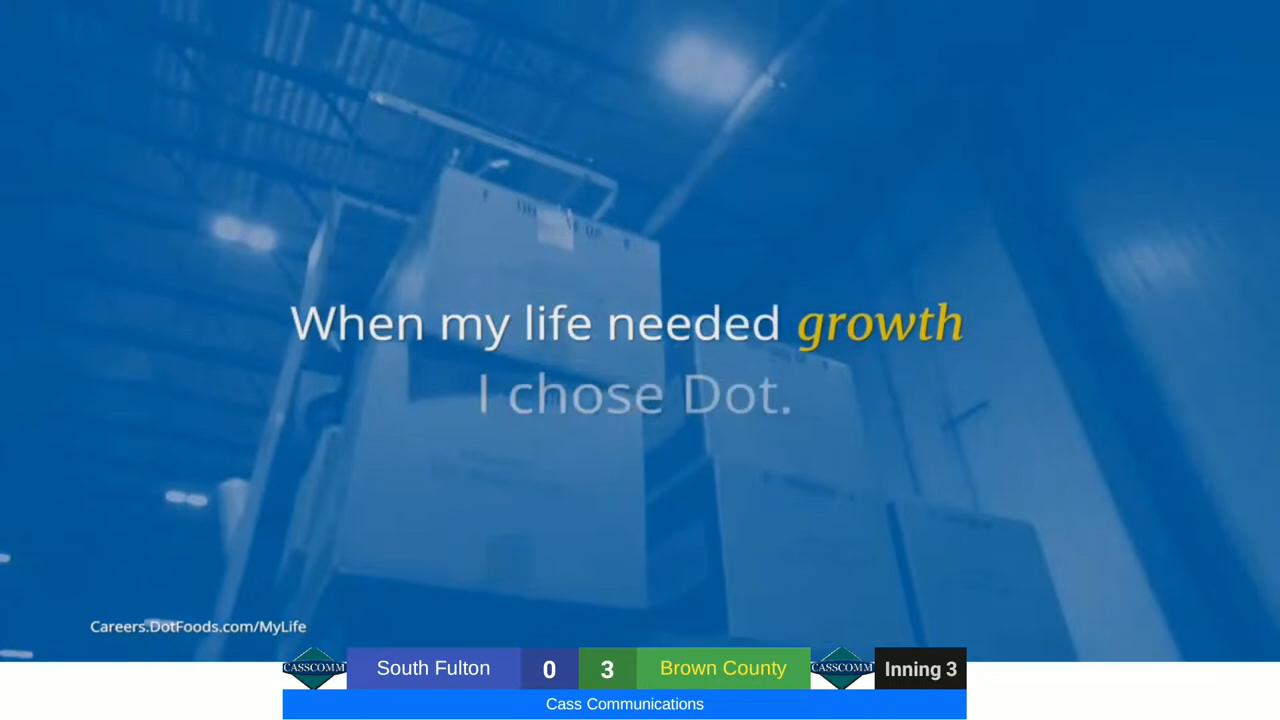 When my life needed growth
I chose Dot.
Careers.DotFoods.com/MyLife
CASSCOMM South Fulton 0 3 Brown County CASSCOMM Inning 3
Cass Communications